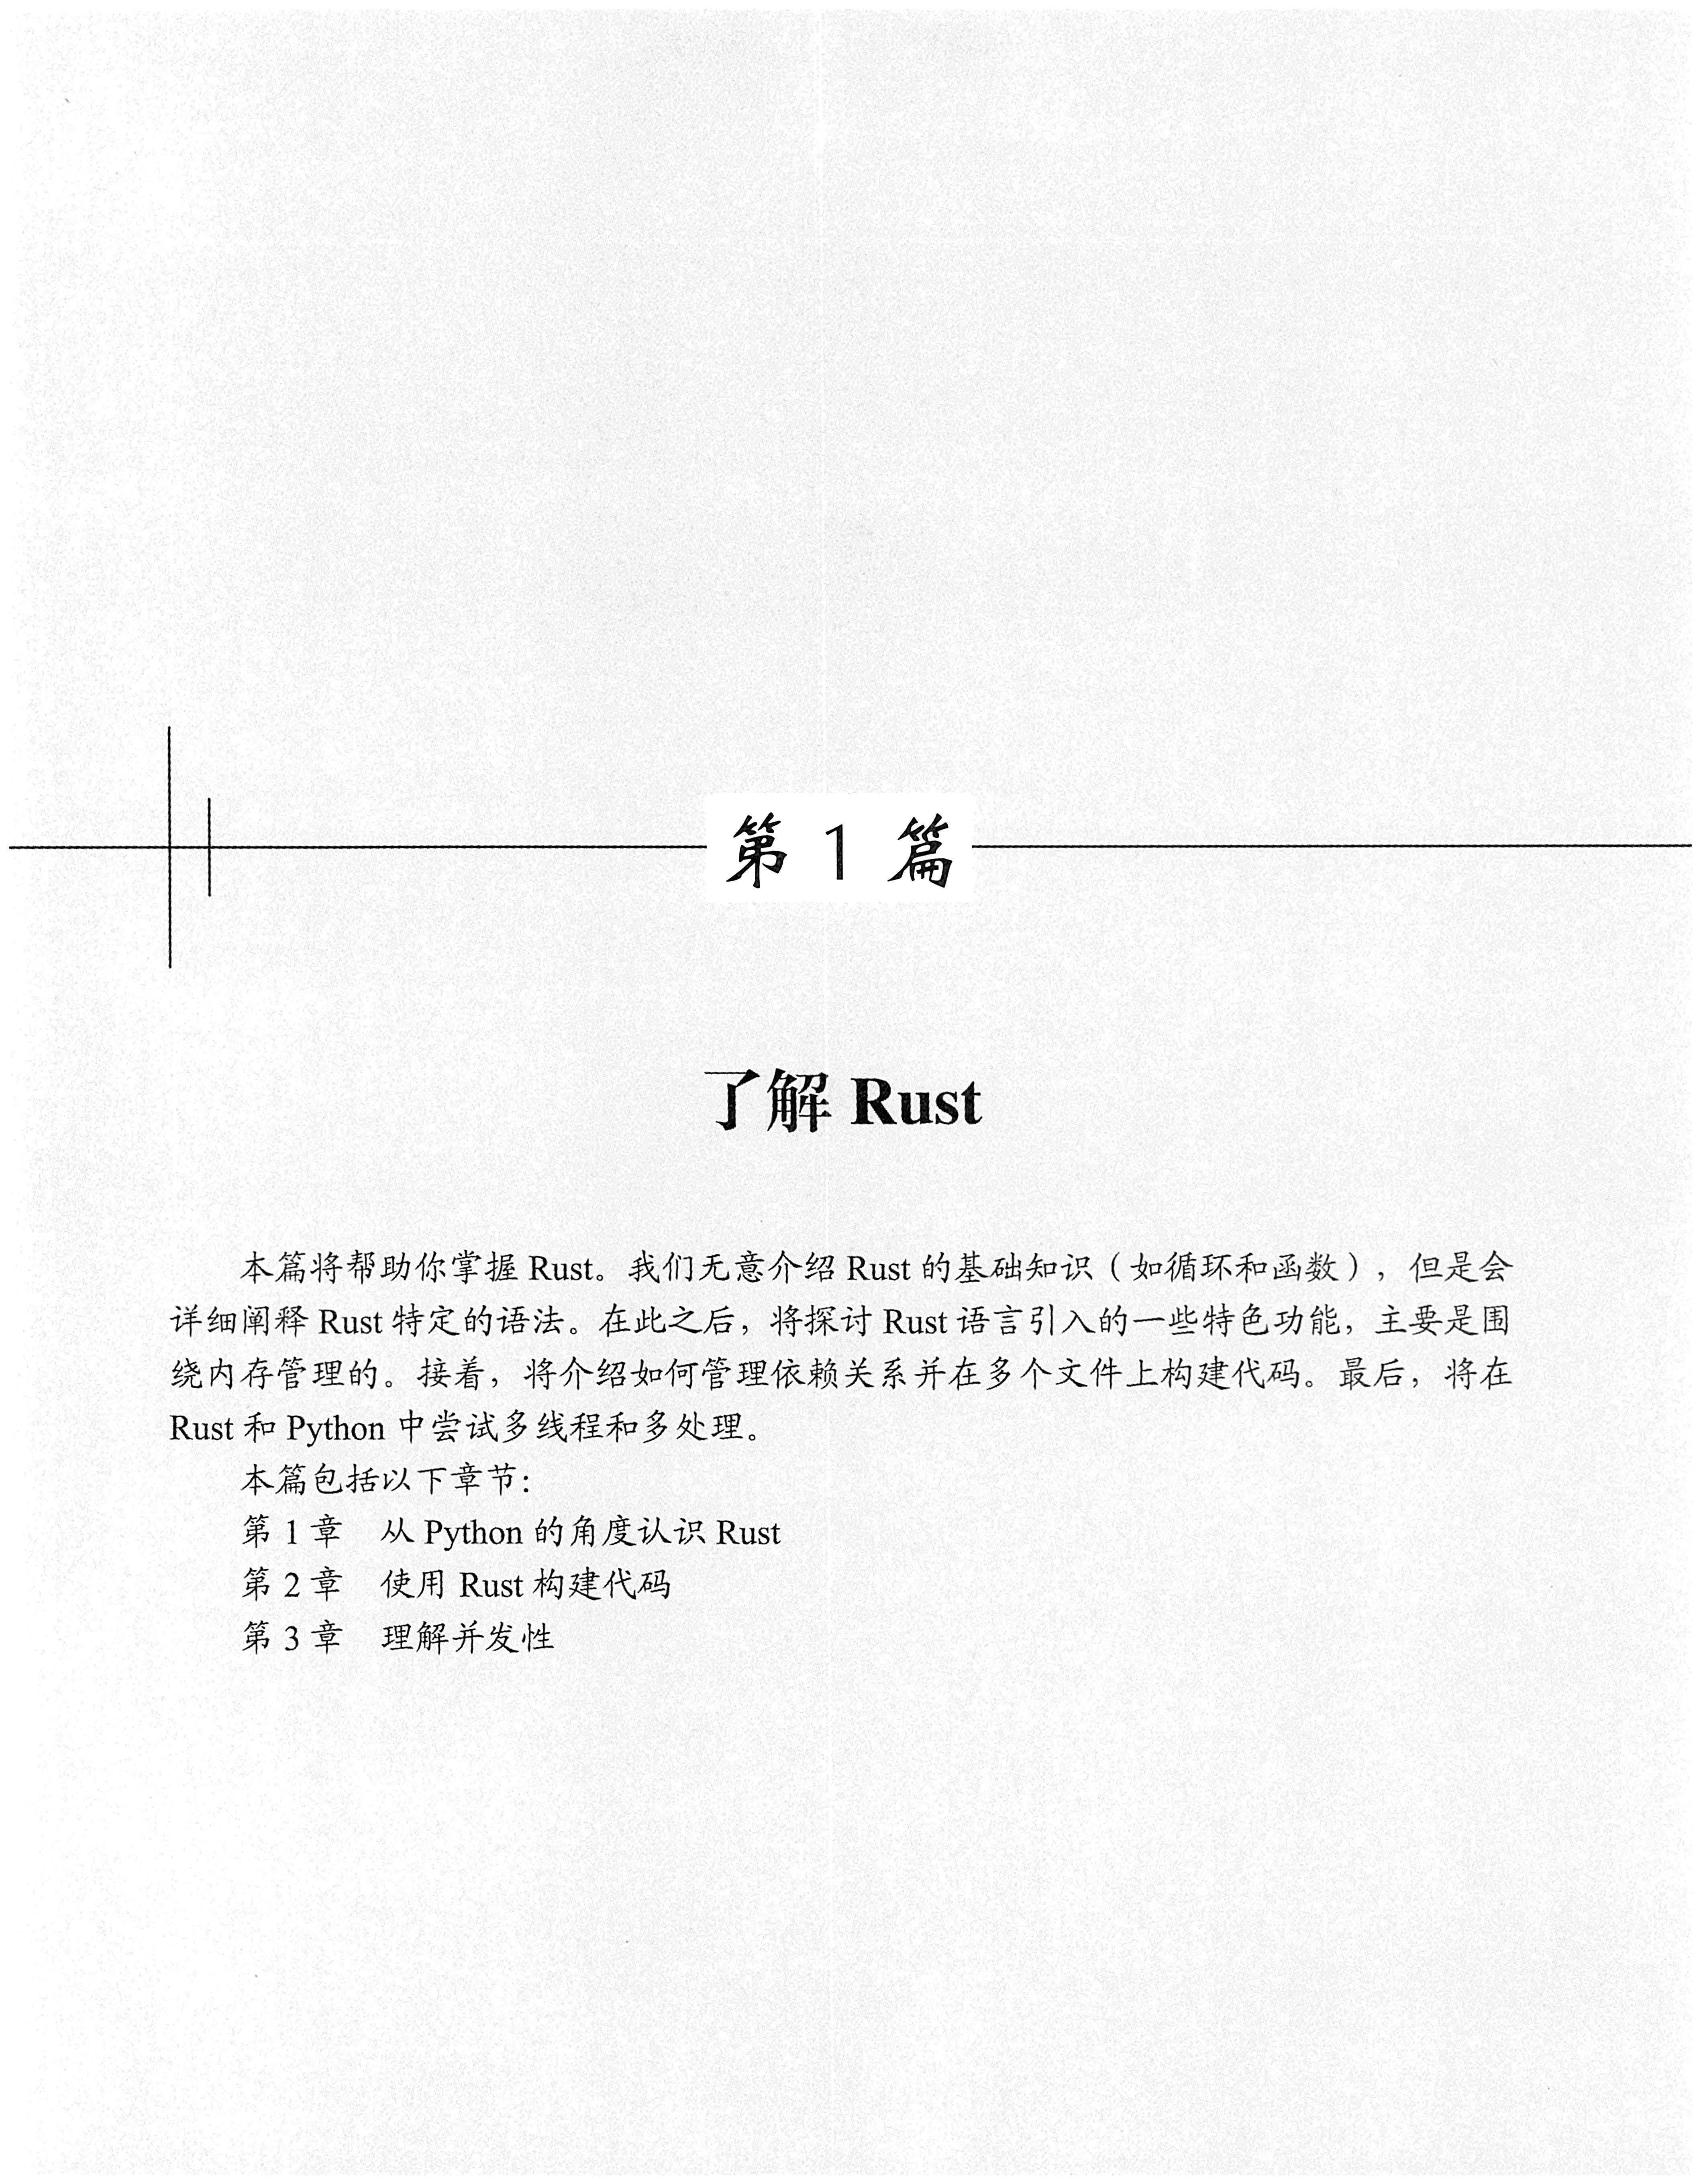 第 1 篇
了解 Rust
本篇将帮助你掌握 Rust。我们无意介绍 Rust 的基础知识（如循环和函数），但是会
详细阐释 Rust 特定的语法。在此之后，将探讨 Rust 语言引入的一些特色功能，主要是围
绕内存管理的。接着，将介绍如何管理依赖关系并在多个文件上构建代码。最后，将在
Rust 和 Python 中尝试多线程和多处理。
本篇包括以下章节：
第 1 章　从 Python 的角度认识 Rust
第 2 章　使用 Rust 构建代码
第 3 章　理解并发性